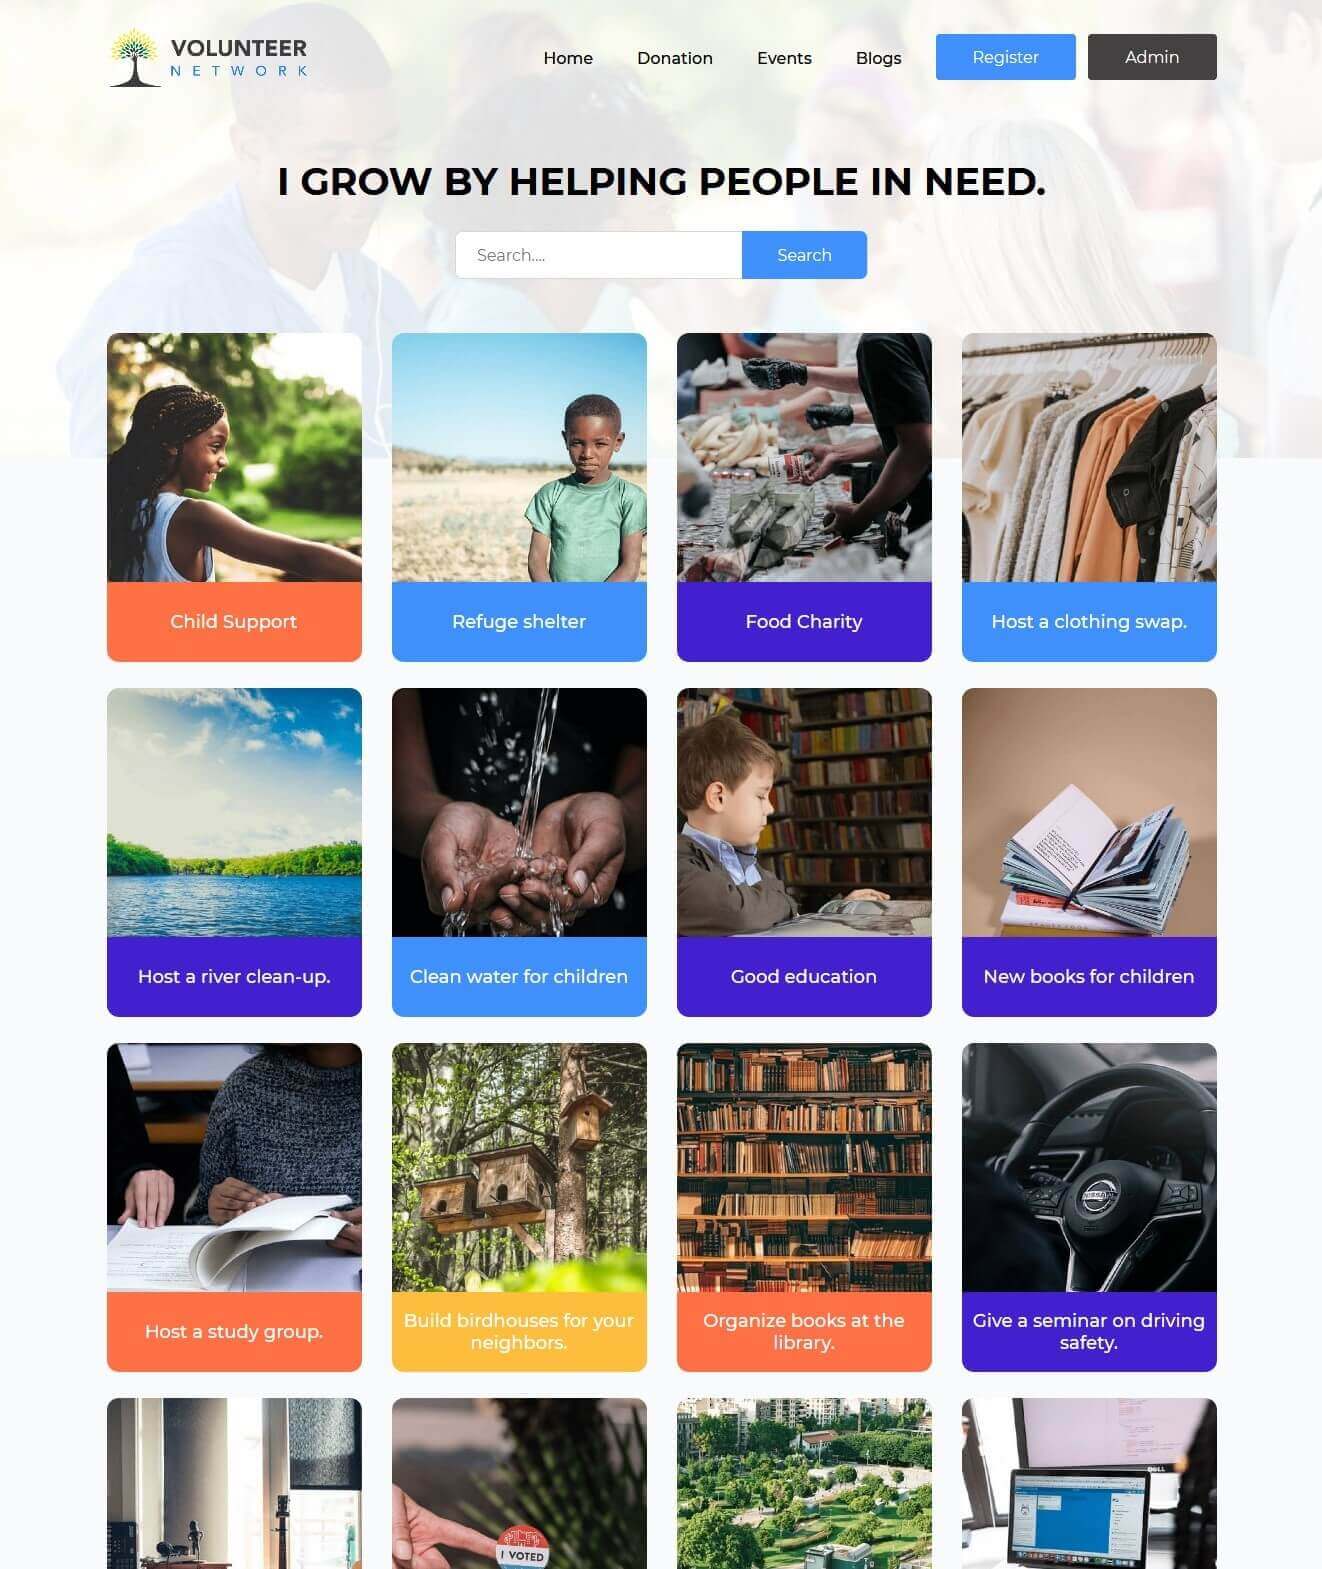 VOLUNTEER
NETWORK
Home Donation Events Blogs Register Admin
I GROW BY HELPING PEOPLE IN NEED.
Search.... Search
Child Support
Refuge shelter
Food Charity
Host a clothing swap.
Host a river clean-up.
Clean water for children
Good education
New books for children
NISSAN
Host a study group.
Build birdhouses for your
neighbors.
Organize books at the
library.
Give a seminar on driving
safety.
I VOTED
DELL